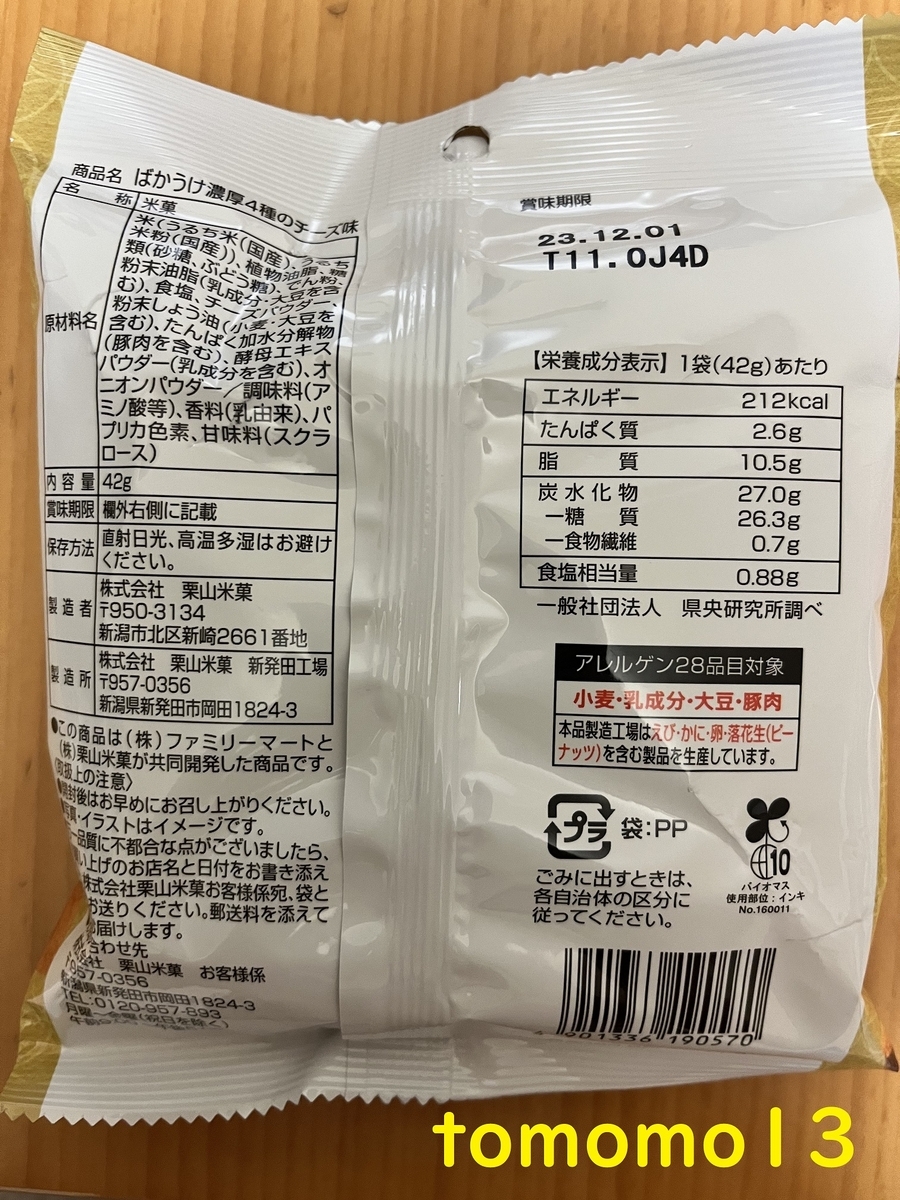 商品名 ばかうけ濃厚4種のチーズ味
名 称 米菓
原材料名
米(うるち米(国産)、うるち
米粉(国産))、植物油脂、糖
類(砂糖、ぶどう糖)、でん粉、
粉末油脂(乳成分・大豆を含
む)、食塩、チーズパウダー、
粉末しょう油(小麦・大豆を
含む)、たんぱく加水分解物
(豚肉を含む)、酵母エキス
パウダー(乳成分を含む)、オ
ニオンパウダー/調味料(ア
ミノ酸等)、香料(乳由来)、パ
プリカ色素、甘味料(スクラ
ロース)
内容量 42g
賞味期限 欄外右側に記載
保存方法 直射日光、高温多湿はお避け
ください。
製造者 株式会社 栗山米菓
〒950-3134
新潟市北区新崎2661番地
製造所 株式会社 栗山米菓 新発田工場
〒957-0356
新潟県新発田市岡田1824-3
●この商品は(株)ファミリーマートと
(株)栗山米菓が共同開発した商品です。
取扱上の注意〉
開封後はお早めにお召し上がりください。
写真・イラストはイメージです。
品質に不都合な点がございましたら、
い上げのお店名と日付をお書き添え
株式会社栗山米菓お客様係宛、袋と
お送りください。郵送料を添えて
お届けします。
合わせ先
会社 栗山米菓 お客様係
〒957-0356
新潟県新発田市岡田1824-3
TEL:0120-957-893
月曜〜金曜(祝日を除く)
賞味期限
23.12.01
T11.0J4D
【栄養成分表示】1袋(42g)あたり
エネルギー 212kcal
たんぱく質 2.6g
脂 質 10.5g
炭水化物 27.0g
−糖 質 26.3g
−食物繊維 0.7g
食塩相当量 0.88g
一般社団法人 県央研究所調べ
アレルゲン28品目対象
小麦・乳成分・大豆・豚肉
本品製造工場はえび・かに・卵・落花生(ピー
ナッツ)を含む製品を生産しています。
プラ 袋:PP
ごみに出すときは、
各自治体の区分に
従ってください。
10
バイオマス
使用部位:インキ
No.160011
4 901336 190570
tomomo13